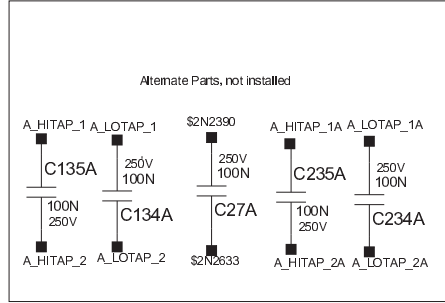 Alternate Parts, not installed
A_HITAP_1
A_LOTAP_1
$2N2390
A_HITAP_1A
A_LOTAP_1A
C135A
100N
250V
250V
100N
C134A
250V
100N
C27A
C235A
100N
250V
250V
100N
C234A
A_HITAP_2
A_LOTAP_2
$2N2633
A_HITAP_2A
A_LOTAP_2A